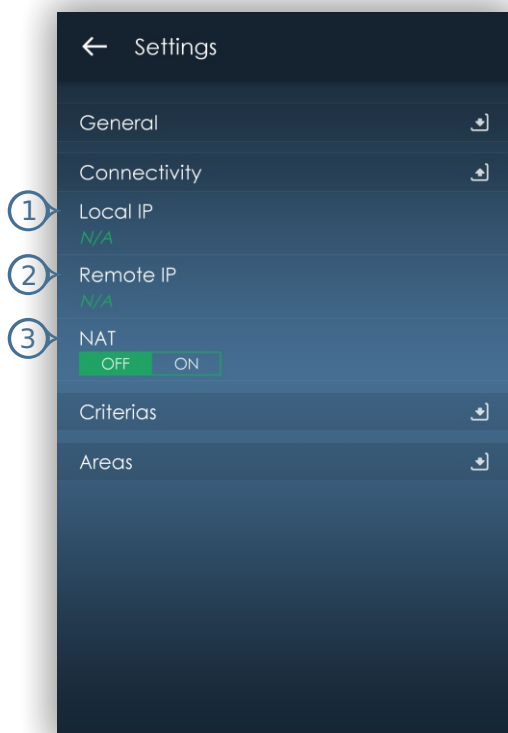 Settings
General
Connectivity
1
Local IP
N/A
2
Remote IP
N/A
3
NAT
OFF ON
Criterias
Areas